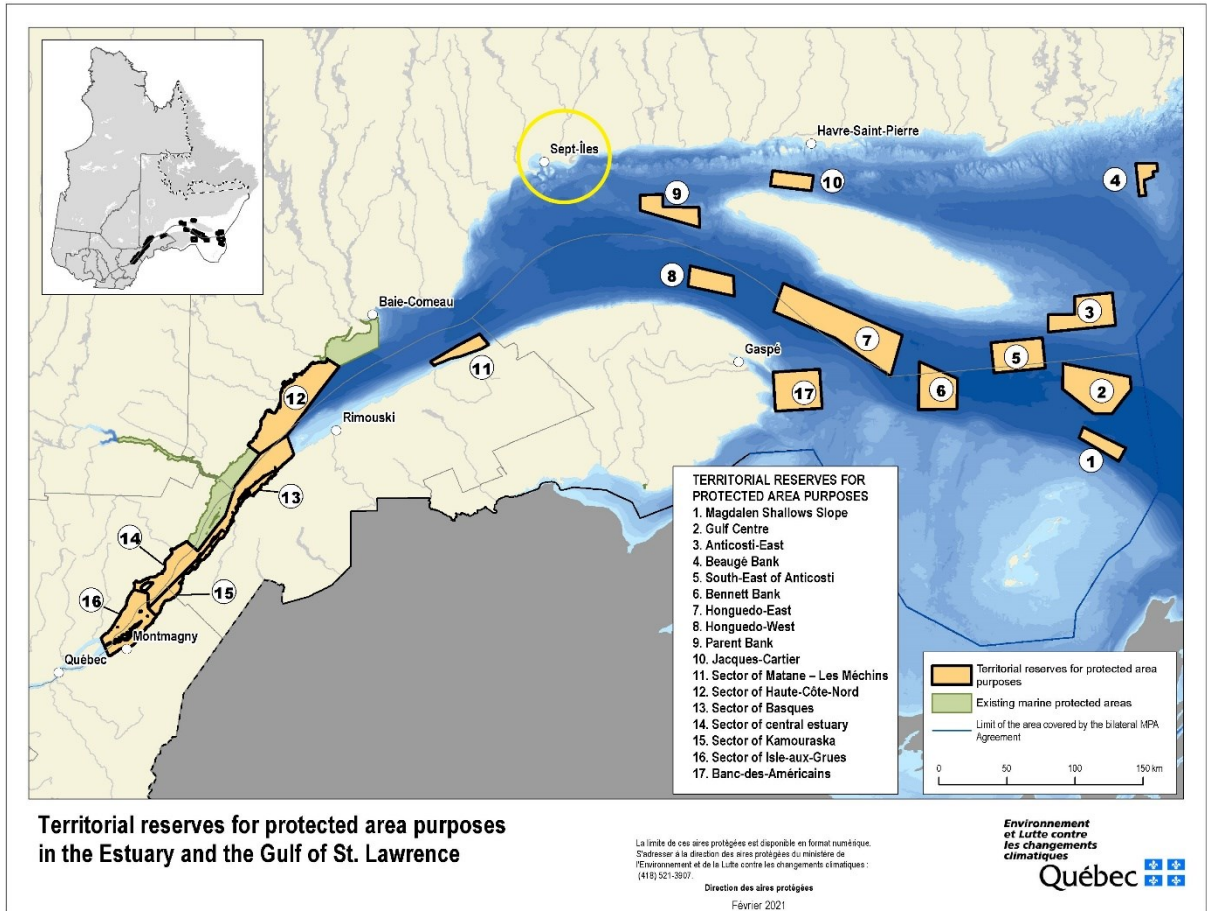 Sept-Îles
Havre-Saint-Pierre
10
4
9
8
Baie-Comeau
3
7
Gaspé
5
11
12
6
2
17
Rimouski
1
13
14
15
16
Montmagny
Québec
TERRITORIAL RESERVES FOR
PROTECTED AREA PURPOSES
1. Magdalen Shallows Slope
2. Gulf Centre
3. Anticosti-East
4. Beaugé Bank
5. South-East of Anticosti
6. Bennett Bank
7. Honguedo-East
8. Honguedo-West
9. Parent Bank
10. Jacques-Cartier
11. Sector of Matane – Les Méchins
12. Sector of Haute-Côte-Nord
13. Sector of Basques
14. Sector of central estuary
15. Sector of Kamouraska
16. Sector of Isle-aux-Grues
17. Banc-des-Américains
Territorial reserves for protected area
purposes
Existing marine protected areas
Limit of the area covered by the bilateral MPA
Agreement
0 50 100 150 km
Territorial reserves for protected area purposes
in the Estuary and the Gulf of St. Lawrence
La limite de ces aires protégées est disponible en format numérique.
S'adresser à la direction des aires protégées du ministère de
l'Environnement et de la Lutte contre les changements climatiques :
(418) 521-3907.
Direction des aires protégées
Février 2021
Environnement
et Lutte contre
les changements
climatiques
Québec